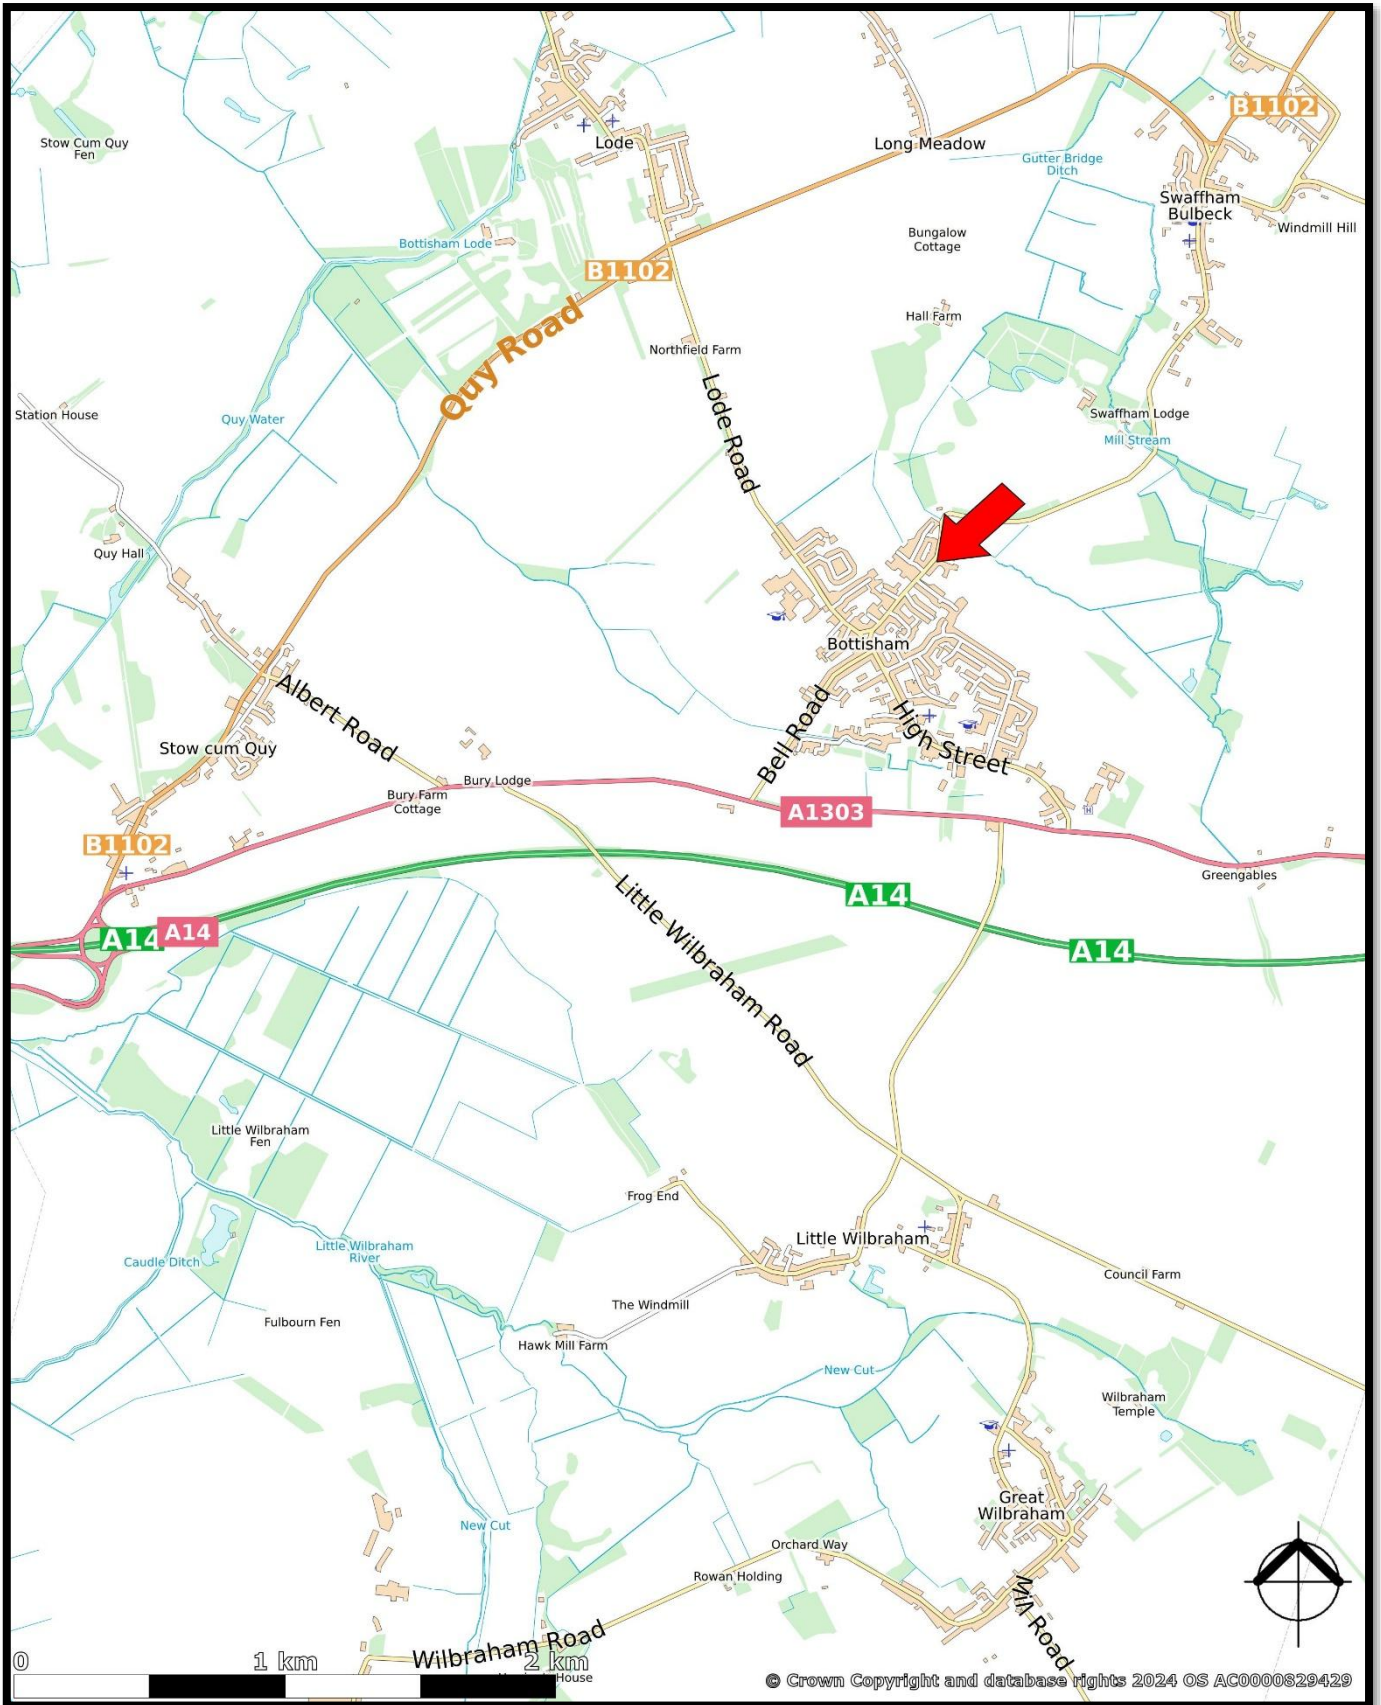 B1102
Stow Cum Quy
Fen
Lode
Long Meadow
Gutter Bridge
Ditch
Swaffham
Bulbeck
Windmill Hill
Bungalow
Cottage
Bottisham Lode
B1102
Hall Farm
Quy Road
Northfield Farm
Lode Road
Station House
Quy Water
Swaffham Lodge
Mill Stream
Quy Hall
Bottisham
Albert Road
Bell Road
High Street
Stow cum Quy
Bury Lodge
Bury Farm
Cottage
A1303
B1102
H
Greengables
Little Wilbraham Road
A14
A14
A14
A14
Little Wilbraham
Fen
Frog End
Little Wilbraham
Little Wilbraham
River
Caudle Ditch
Council Farm
The Windmill
Fulbourn Fen
Hawk Mill Farm
New Cut
Wilbraham
Temple
Great
Wilbraham
New Cut
Orchard Way
Rowan Holding
Mill Road
Wilbraham Road
0 1 km 2 km
House
© Crown Copyright and database rights 2024 OS AC0000829429